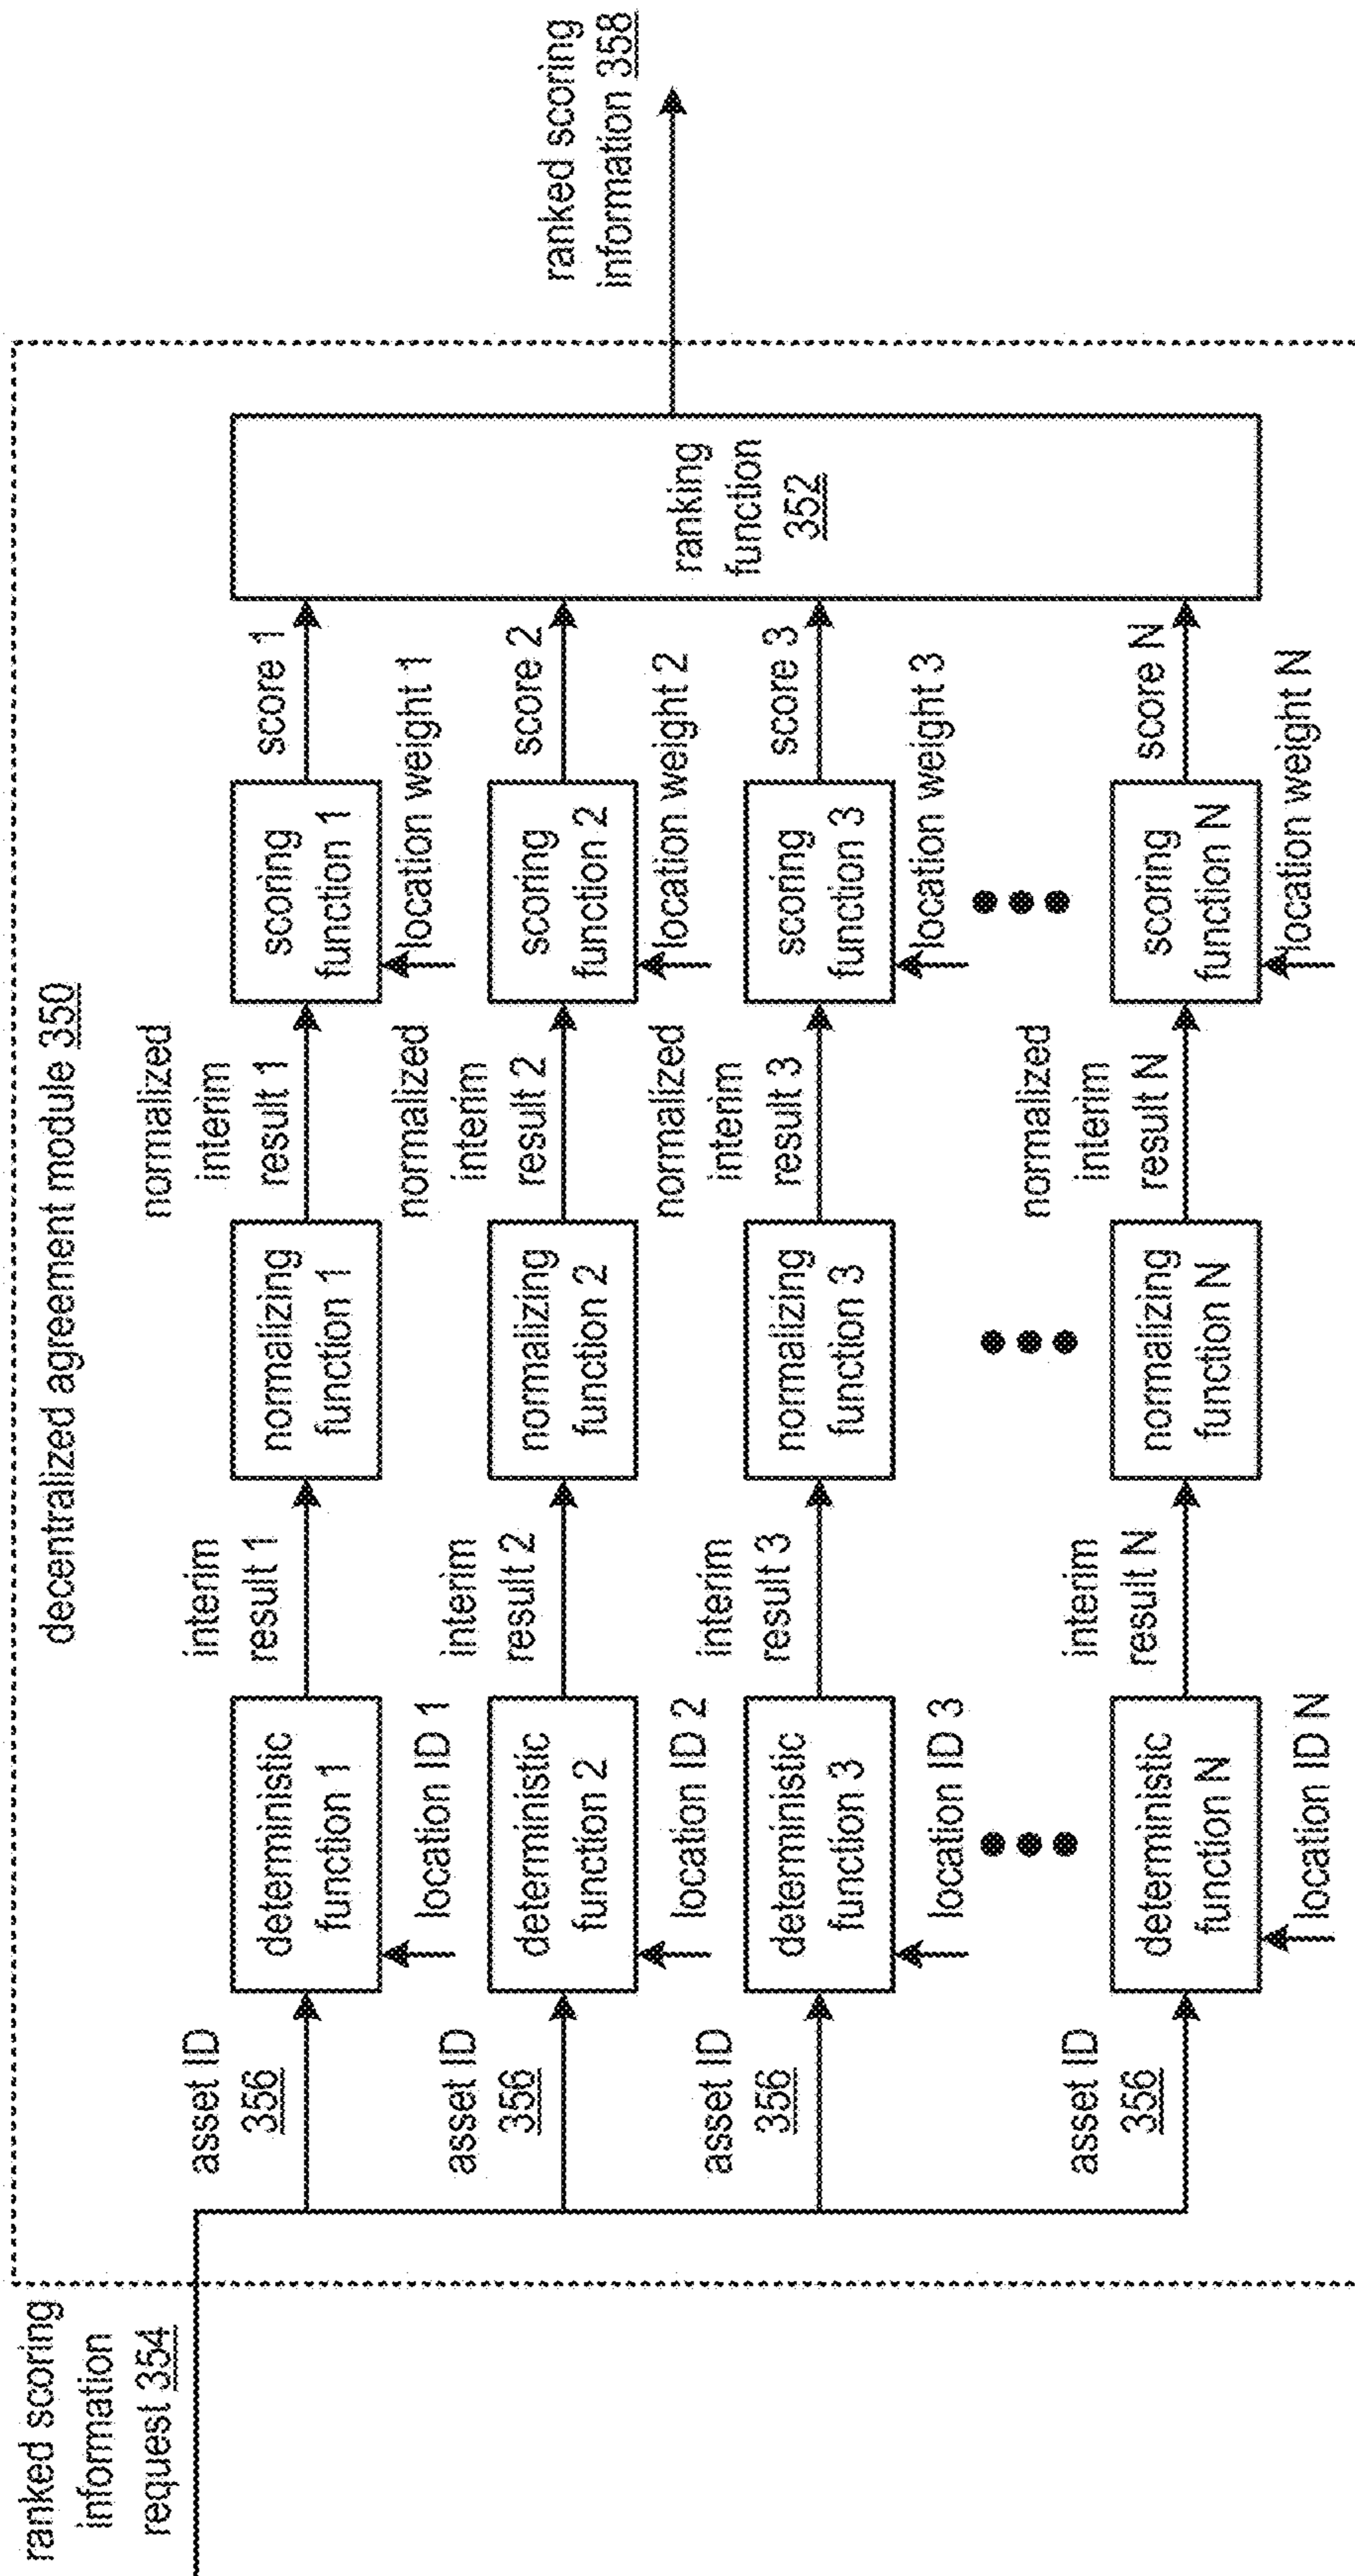 decentralized agreement module 350
ranked scoring
information
request 354
asset ID
356
deterministic
function 1
location ID 1
interim
result 1
normalizing
function 1
normalized
interim
result 1
scoring
function 1
location weight 1
score 1
asset ID
356
deterministic
function 2
location ID 2
interim
result 2
normalizing
function 2
normalized
interim
result 2
scoring
function 2
location weight 2
score 2
asset ID
356
deterministic
function 3
location ID 3
interim
result 3
normalizing
function 3
normalized
interim
result 3
scoring
function 3
location weight 3
score 3
asset ID
356
deterministic
function N
location ID N
interim
result N
normalizing
function N
normalized
interim
result N
scoring
function N
location weight N
score N
ranking
function
352
ranked scoring
information 358